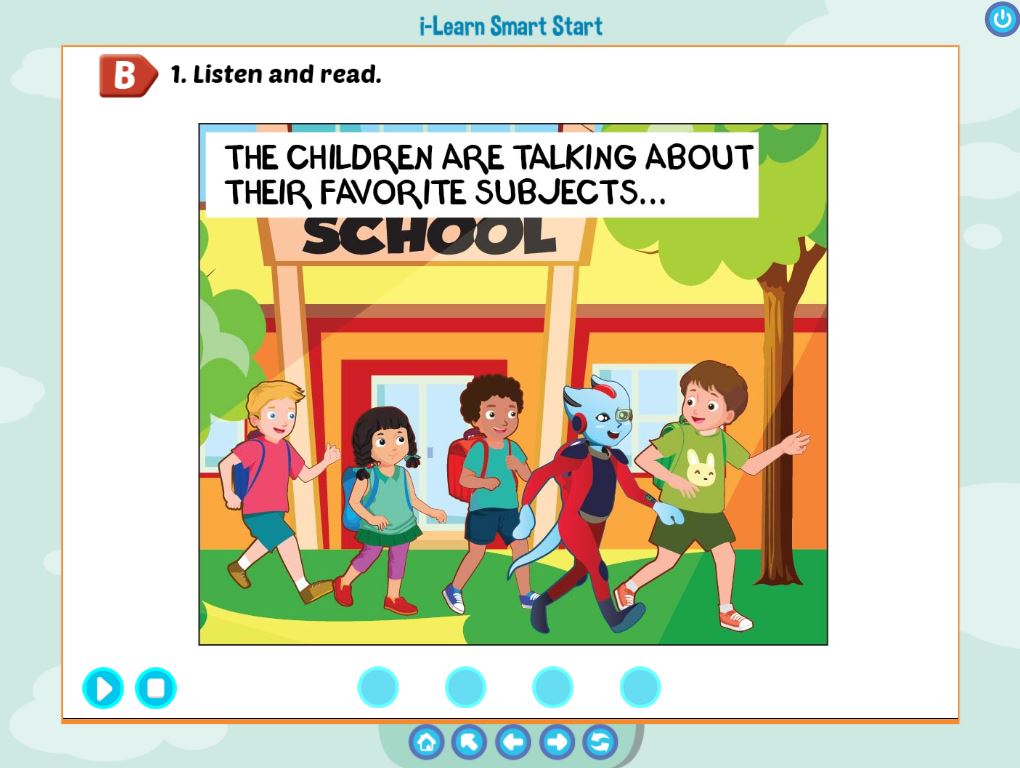 i-Learn Smart Start
B 1. Listen and read.
THE CHILDREN ARE TALKING ABOUT
THEIR FAVORITE SUBJECTS...
SCHOOL